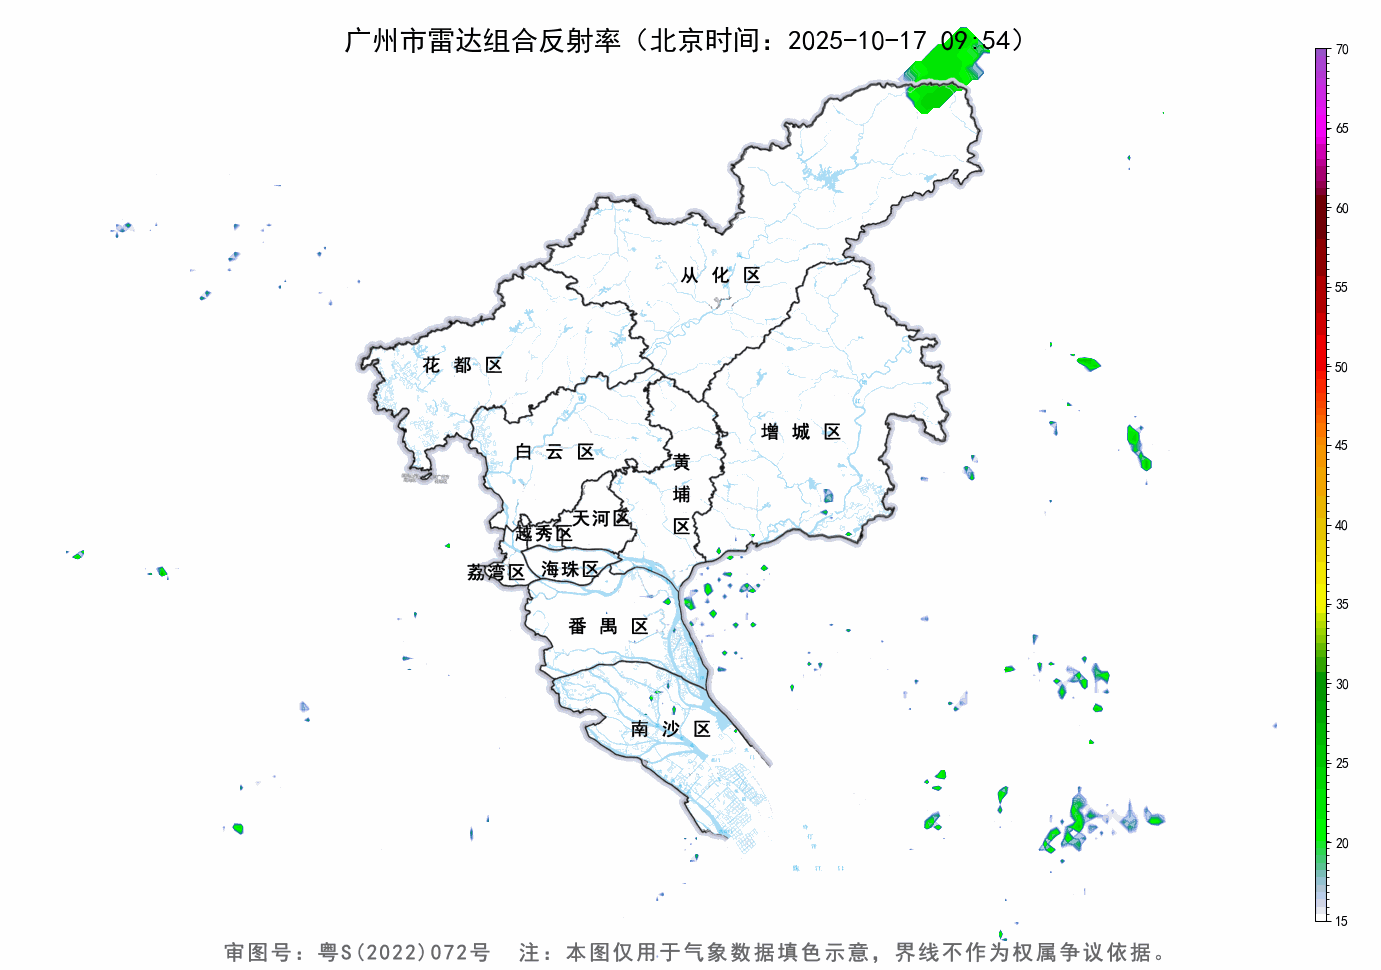 广州市雷达组合反射率（北京时间：2025-10-17 09:54）
70
65
60
55
50
45
40
35
30
25
20
15
从化区
花都区
增城区
白云区
黄埔区
天河区
越秀区
荔湾区
海珠区
番禺区
南沙区
审图号：粤S(2022)072号 注：本图仅用于气象数据填色示意，界线不作为权属争议依据。